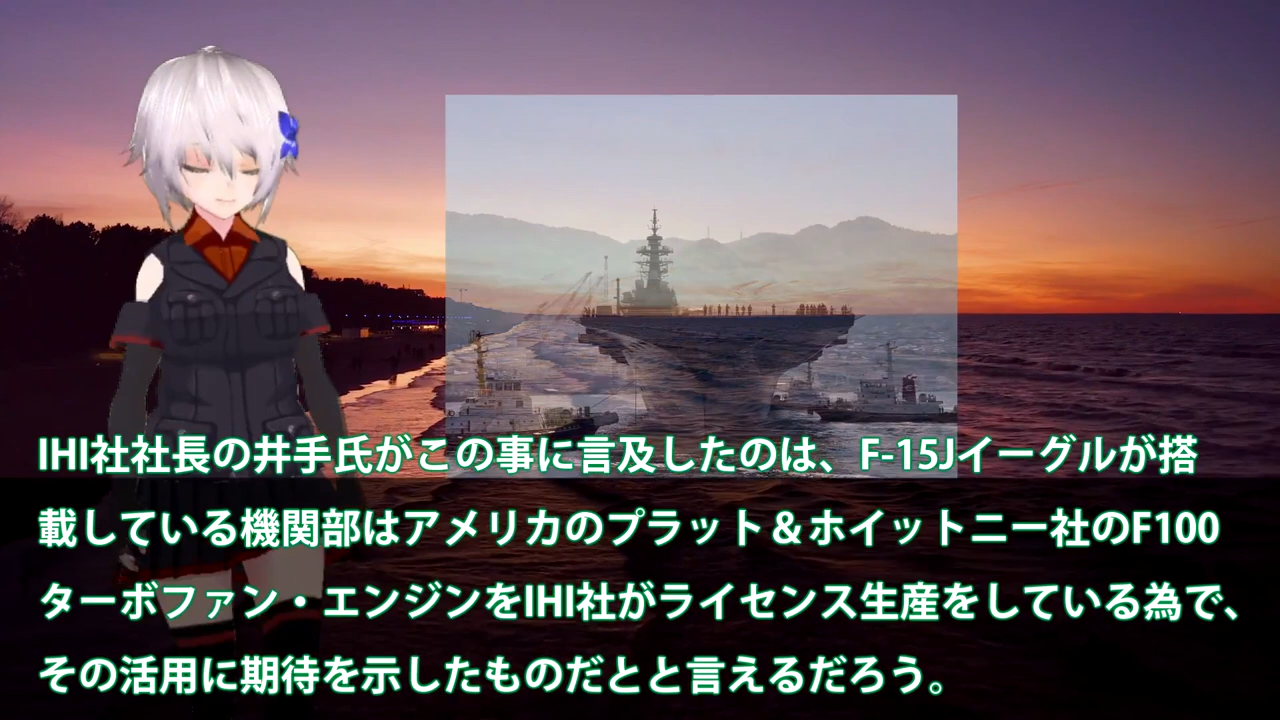 IHI社社長の井手氏がこの事に言及したのは、F-15Jイーグルが搭
載している機関部はアメリカのプラット＆ホイットニー社のF100
ターボファン・エンジンをIHI社がライセンス生産をしている為で、
その活用に期待を示したものだとと言えるだろう。